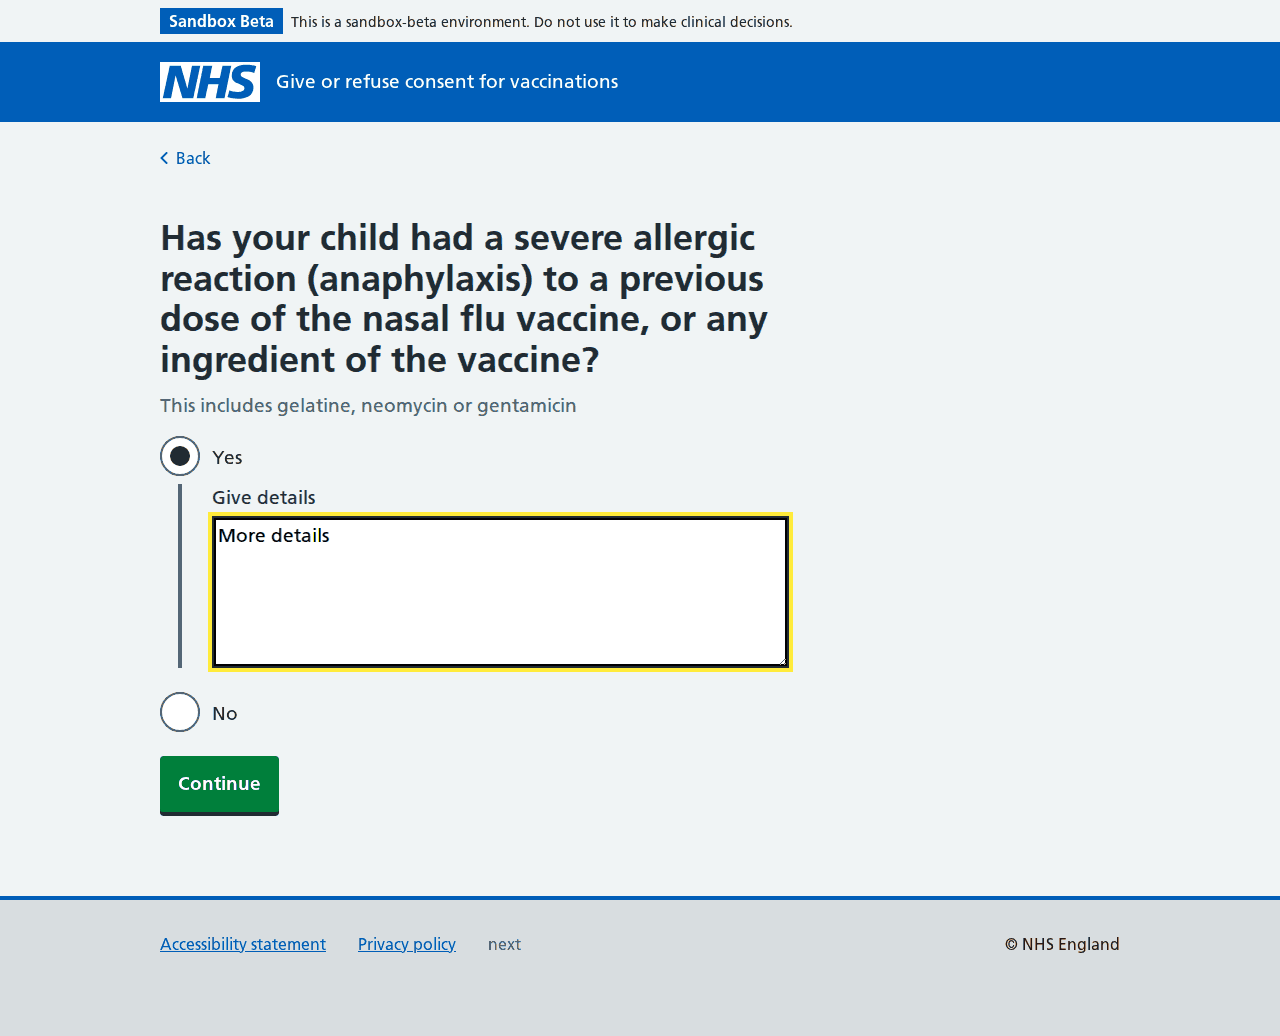 Sandbox Beta This is a sandbox-beta environment. Do not use it to make clinical decisions.
NHS Give or refuse consent for vaccinations
Back
Has your child had a severe allergic
reaction (anaphylaxis) to a previous
dose of the nasal flu vaccine, or any
ingredient of the vaccine?
This includes gelatine, neomycin or gentamicin
Yes
Give details
More details
No
Continue
Accessibility statement Privacy policy next © NHS England